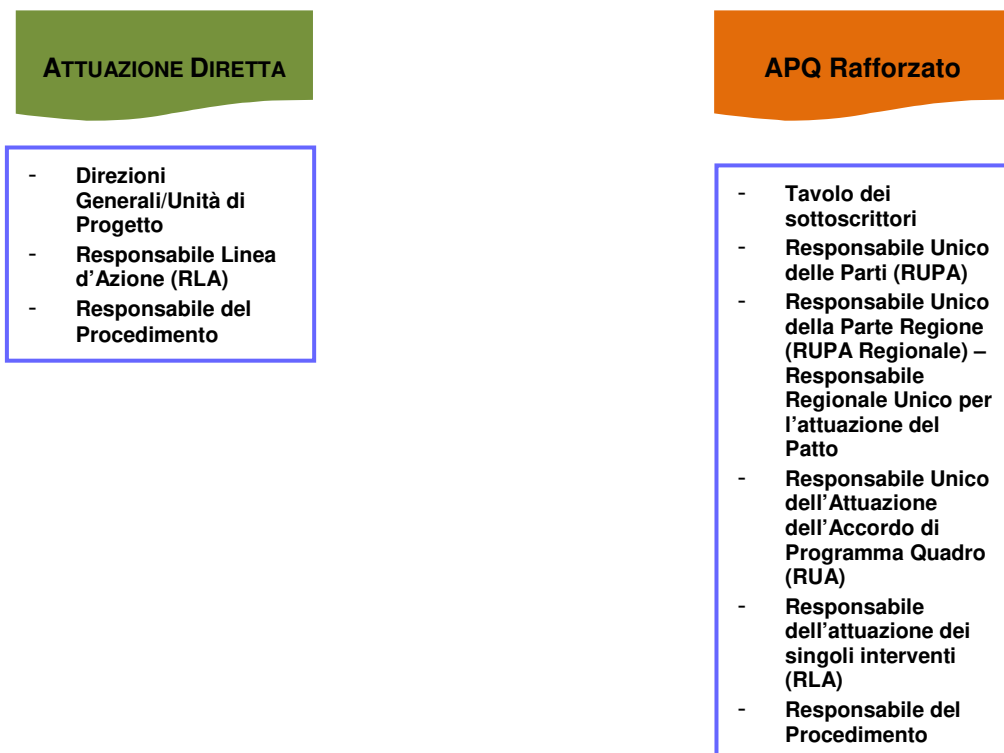 ATTUAZIONE DIRETTA
- Direzioni
Generali/Unità di
Progetto
- Responsabile Linea
d’Azione (RLA)
- Responsabile del
Procedimento
APQ Rafforzato
- Tavolo dei
sottoscrittori
- Responsabile Unico
delle Parti (RUPA)
- Responsabile Unico
della Parte Regione
(RUPA Regionale) –
Responsabile
Regionale Unico per
l’attuazione del
Patto
- Responsabile Unico
dell’Attuazione
dell’Accordo di
Programma Quadro
(RUA)
- Responsabile
dell’attuazione dei
singoli interventi
(RLA)
- Responsabile del
Procedimento